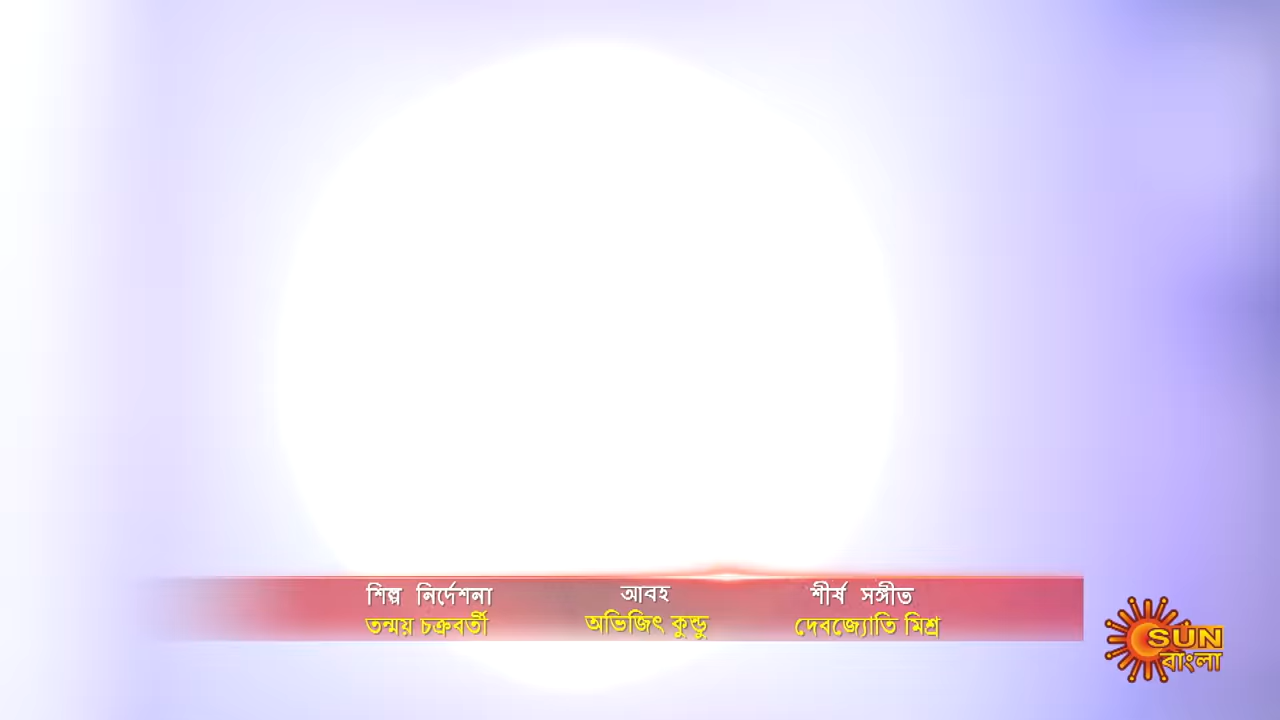 শিল্প নির্দেশনা
তন্ময় চক্রবর্তী
আবহ
অভিজিৎ কুন্ডু
শীর্ষ সঙ্গীত
দেবজ্যোতি মিশ্র
SUN
বাংলা